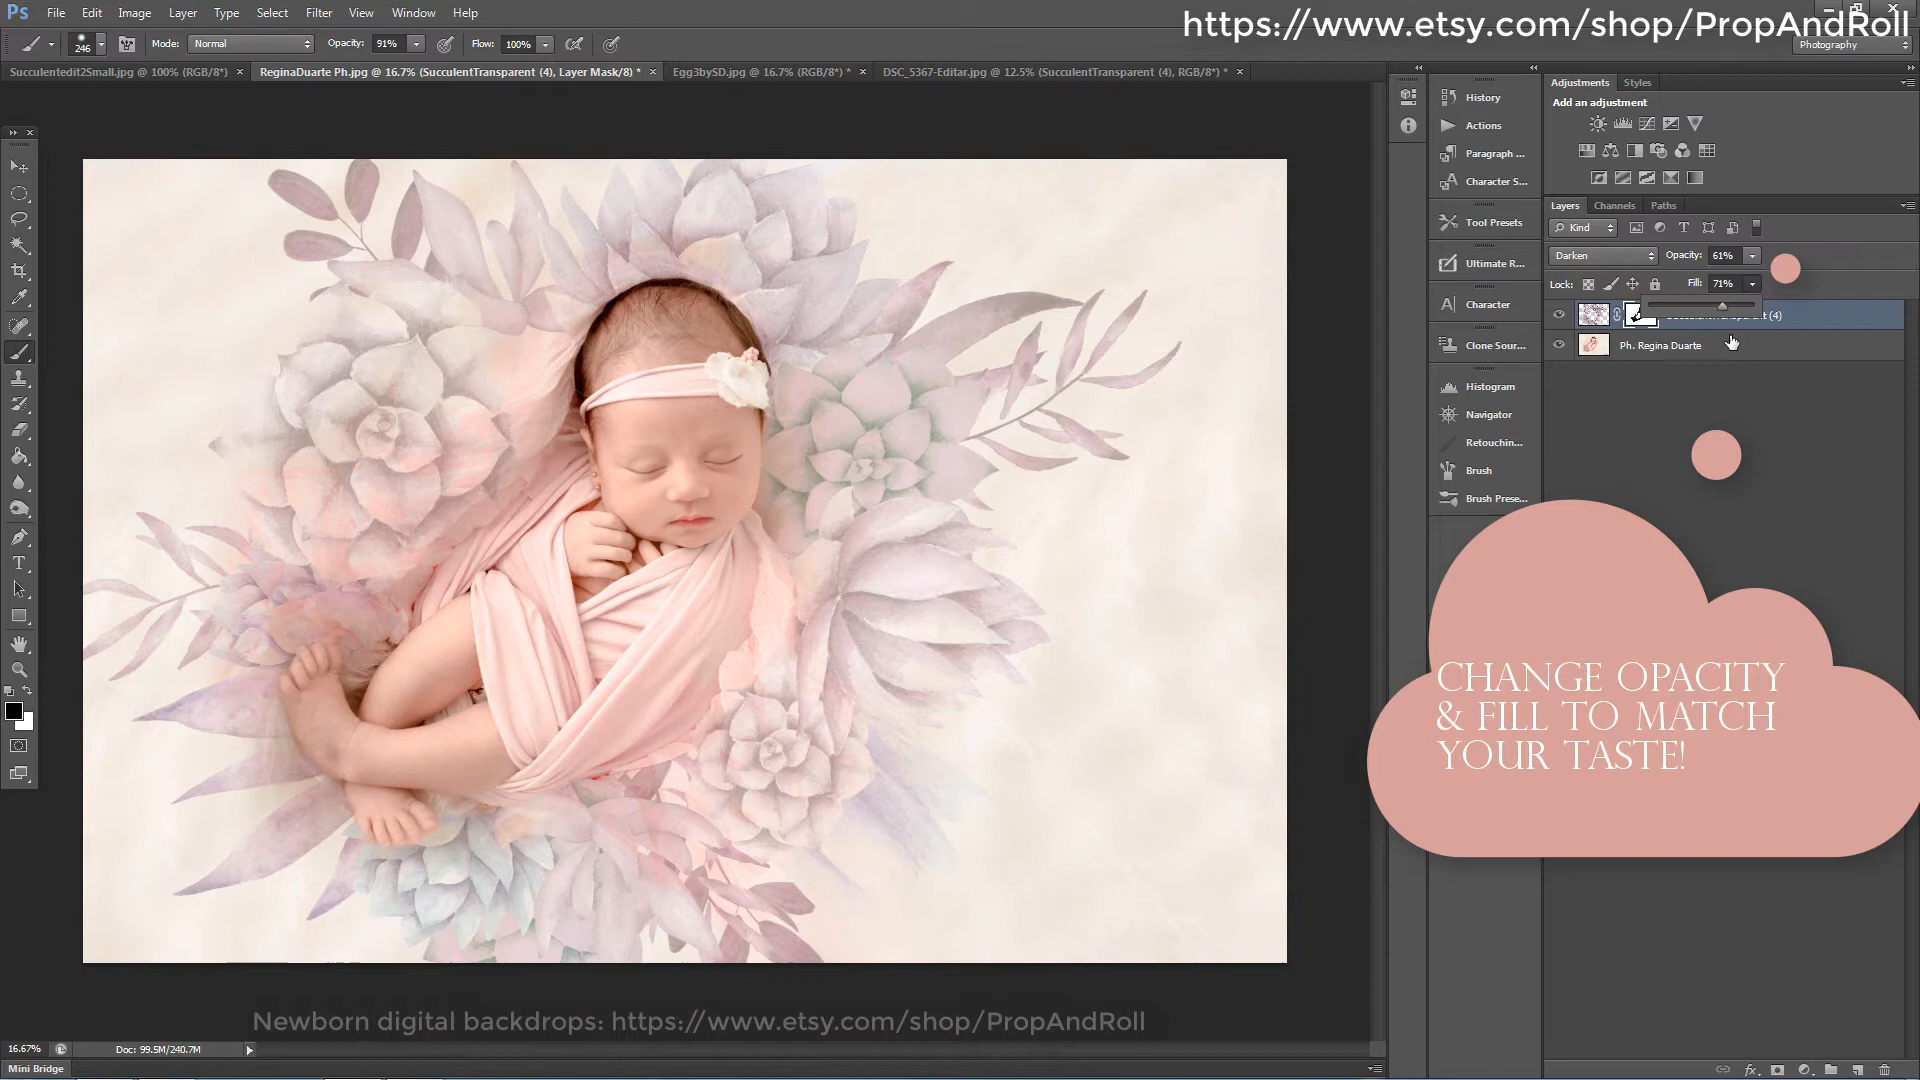 Ps File Edit Image Layer Type Select Filter View Window Help
https://www.etsy.com/shop/PropAndRoll
246 Mode: Normal Opacity: 91% Flow: 100%
Photography
Succulentedit2Small.jpg @ 100% (RGB/8*) × ReginaDuarte Ph.jpg @ 16.7% (SucculentTransparent (4), Layer Mask/8) * × Egg3bySD.jpg @ 16.7% (RGB/8*) * × DSC_5367-Editar.jpg @ 12.5% (SucculentTransparent (4), RGB/8*) * ×
History
Actions
Paragraph ...
Character S...
Tool Presets
Ultimate R...
Character
Clone Sour...
Histogram
Navigator
Retouchin...
Brush
Brush Prese...
Adjustments Styles
Add an adjustment
Layers Channels Paths
Kind
Darken Opacity: 61%
Lock: Fill: 71%
(4)
Ph. Regina Duarte
CHANGE OPACITY
& FILL TO MATCH
YOUR TASTE!
Newborn digital backdrops: https://www.etsy.com/shop/PropAndRoll
16.67% Doc: 99.5M/240.7M
Mini Bridge